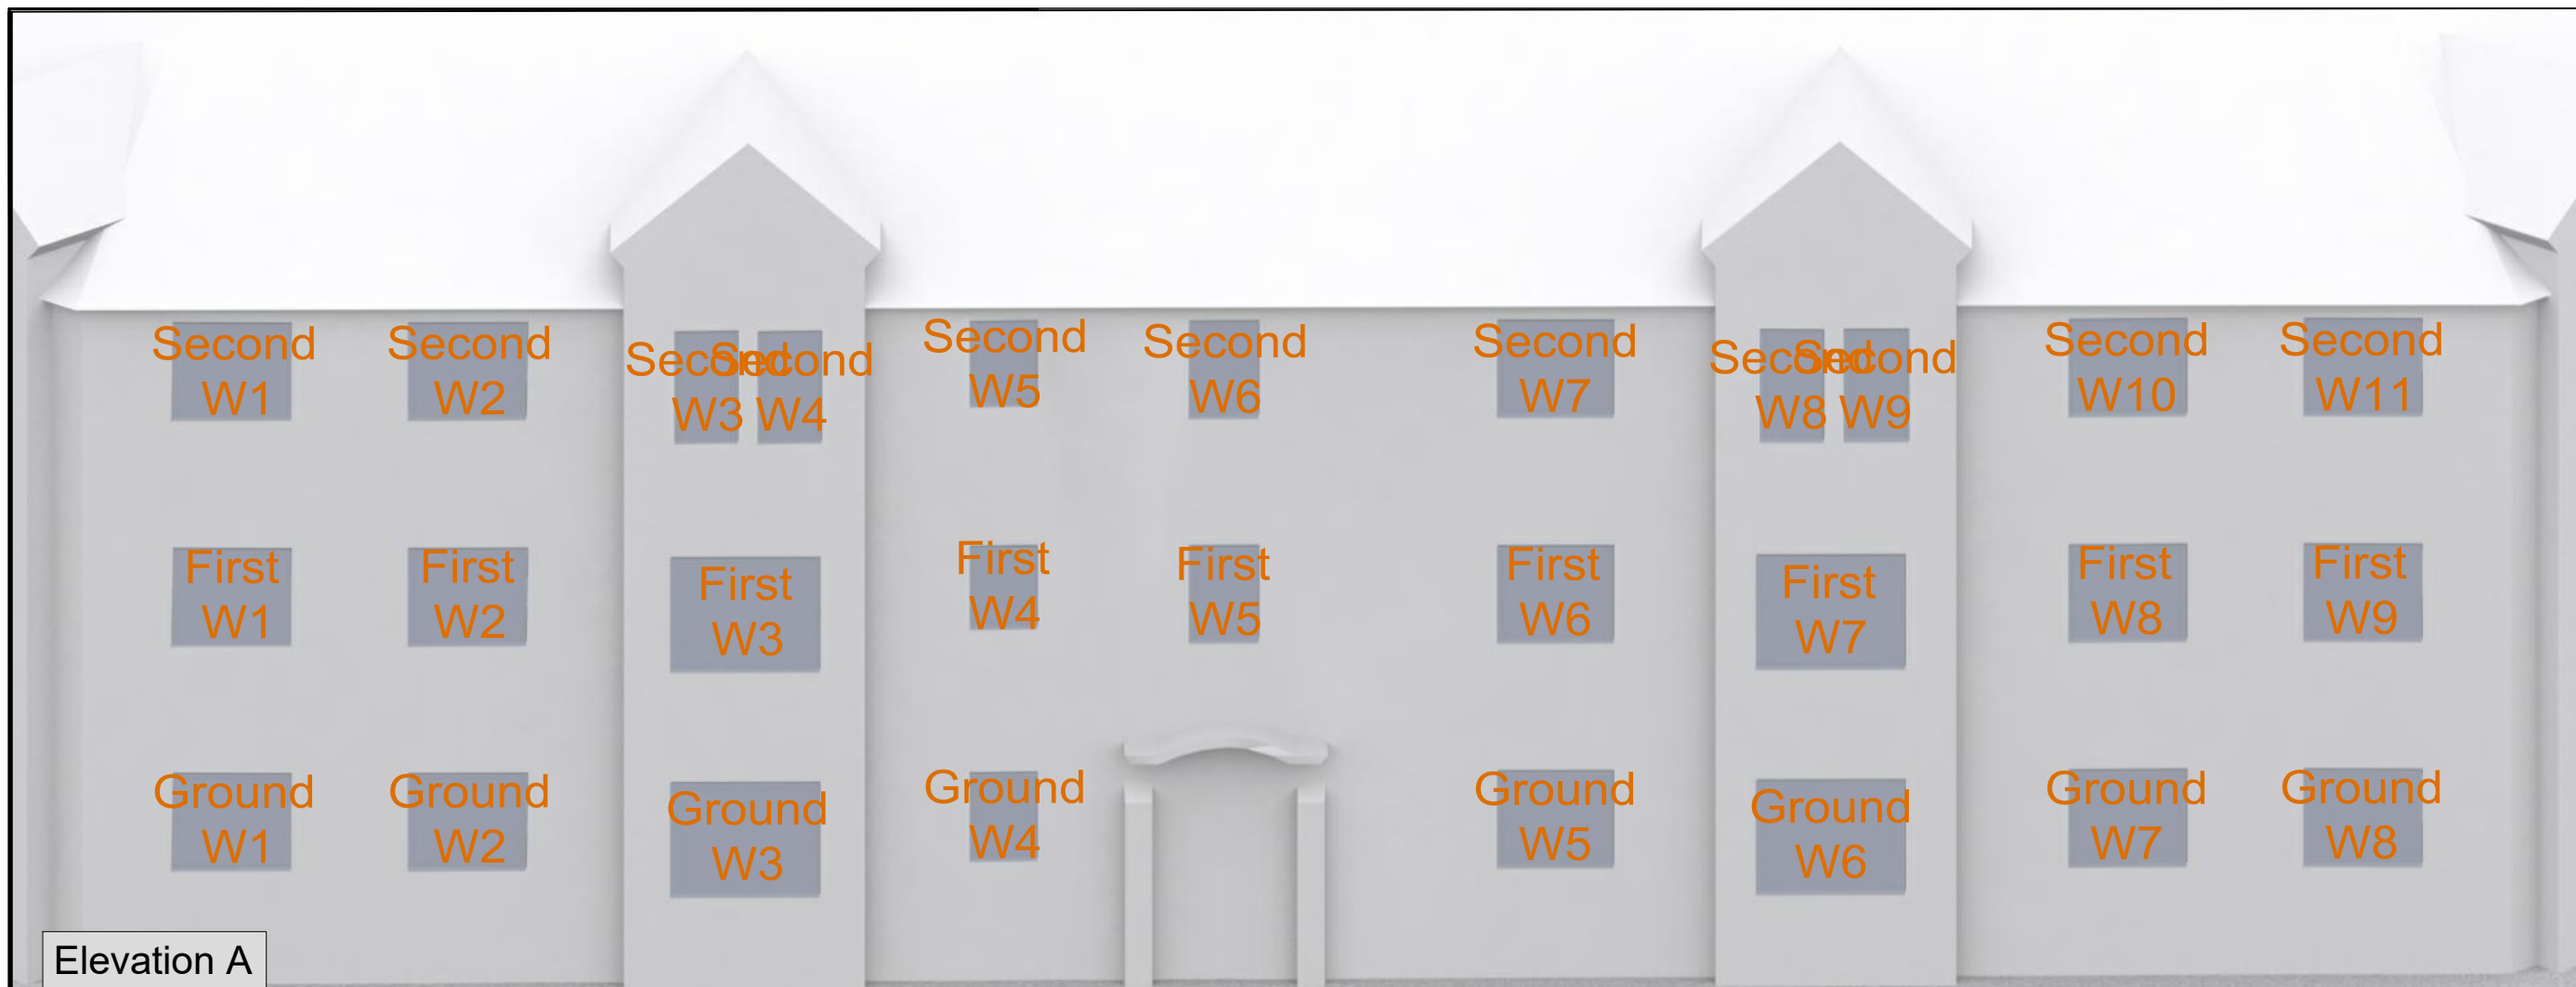 Second
W1
Second
W2
Second
W3
Second
W4
Second
W5
Second
W6
Second
W7
Second
W8
Second
W9
Second
W10
Second
W11
First
W1
First
W2
First
W3
First
W4
First
W5
First
W6
First
W7
First
W8
First
W9
Ground
W1
Ground
W2
Ground
W3
Ground
W4
Ground
W5
Ground
W6
Ground
W7
Ground
W8
Elevation A